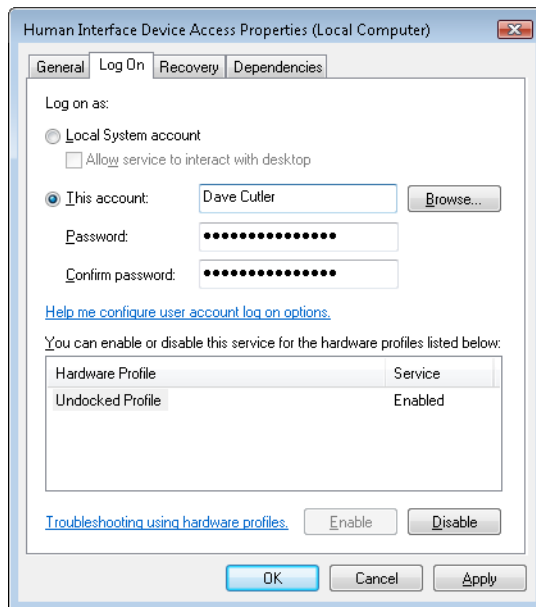 Human Interface Device Access Properties (Local Computer)
General Log On Recovery Dependencies
Log on as:
Local System account
Allow service to interact with desktop
This account: Dave Cutler Browse...
Password: ●●●●●●●●●●●●●●●
Confirm password: ●●●●●●●●●●●●●●●
Help me configure user account log on options.
You can enable or disable this service for the hardware profiles listed below:
Hardware Profile Service
Undocked Profile Enabled
Troubleshooting using hardware profiles. Enable Disable
OK Cancel Apply